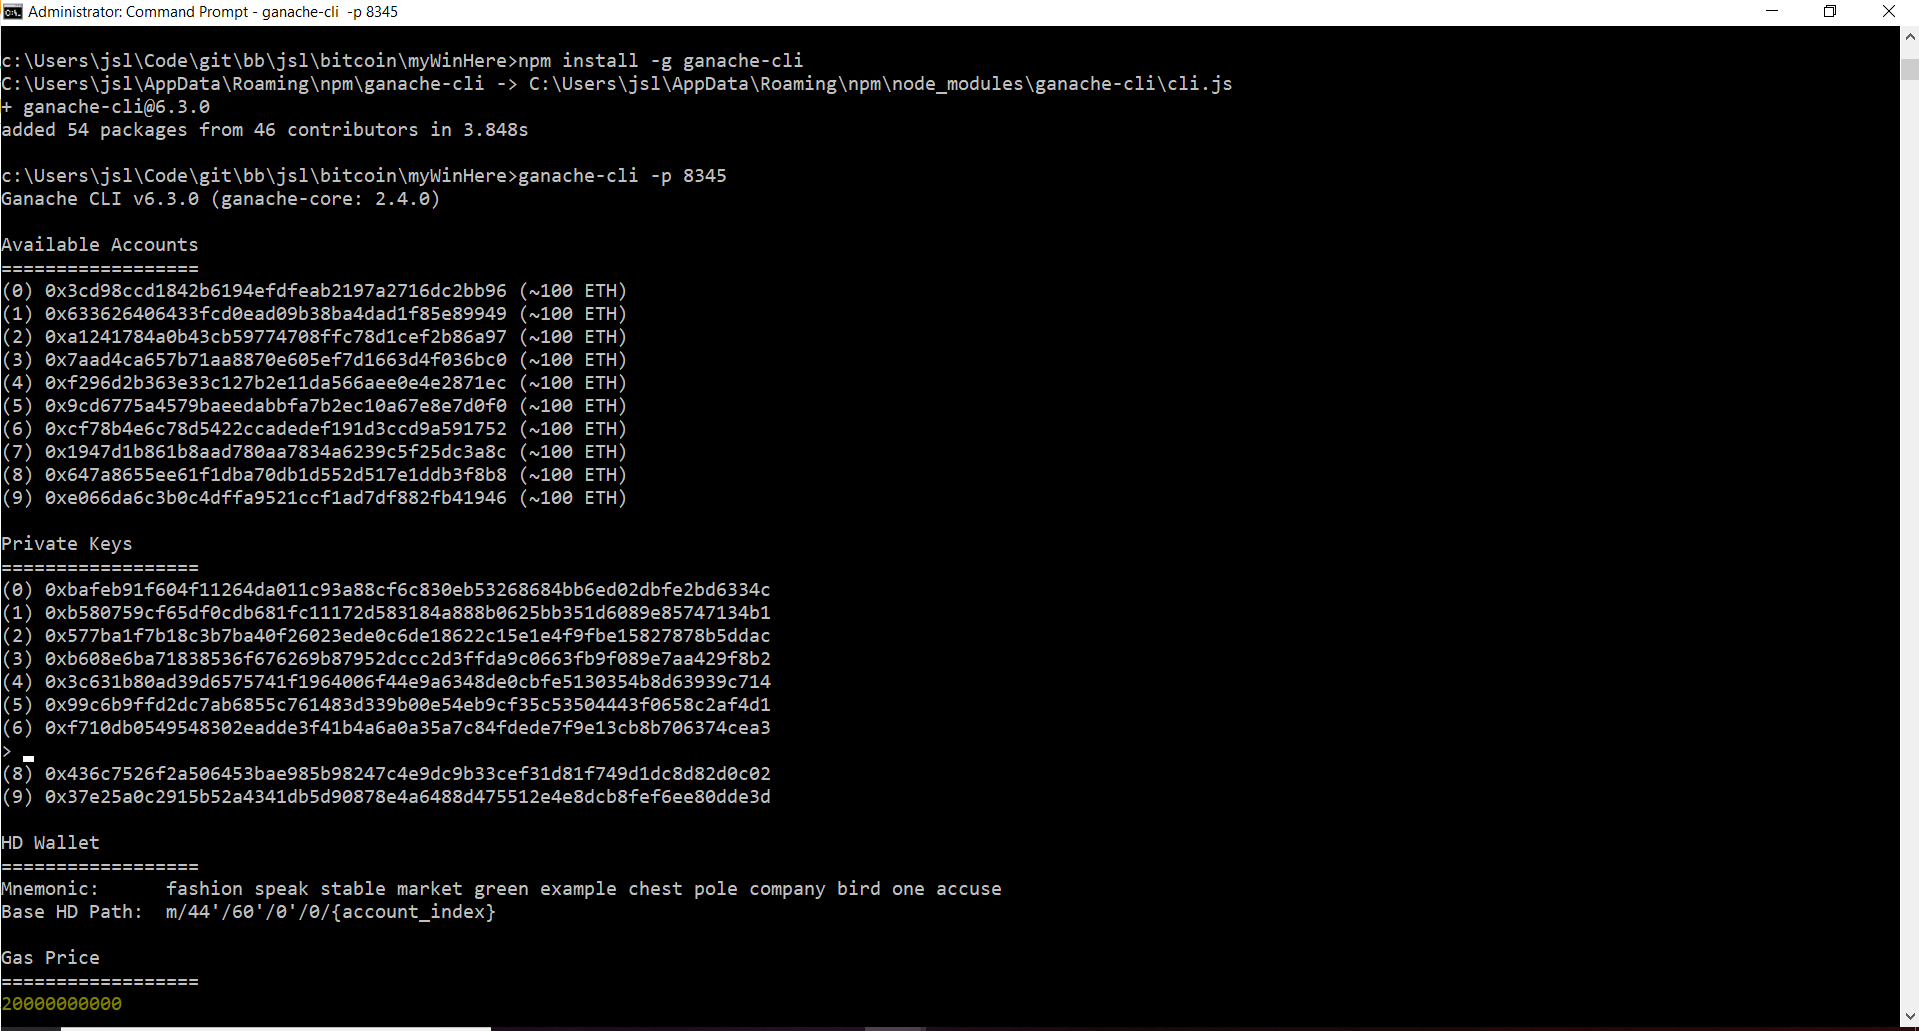 Administrator: Command Prompt - ganache-cli  -p 8345
c:\Users\jsl\Code\git\bb\jsl\bitcoin\myWinHere>npm install -g ganache-cli
C:\Users\jsl\AppData\Roaming\npm\ganache-cli -> C:\Users\jsl\AppData\Roaming\npm\node_modules\ganache-cli\cli.js
+ ganache-cli@6.3.0
added 54 packages from 46 contributors in 3.848s
c:\Users\jsl\Code\git\bb\jsl\bitcoin\myWinHere>ganache-cli -p 8345
Ganache CLI v6.3.0 (ganache-core: 2.4.0)
Available Accounts
==================
(0) 0x3cd98ccd1842b6194efdfeab2197a2716dc2bb96 (~100 ETH)
(1) 0x633626406433fcd0ead09b38ba4dad1f85e89949 (~100 ETH)
(2) 0xa1241784a0b43cb59774708ffc78d1cef2b86a97 (~100 ETH)
(3) 0x7aad4ca657b71aa8870e605ef7d1663d4f036bc0 (~100 ETH)
(4) 0xf296d2b363e33c127b2e11da566aee0e4e2871ec (~100 ETH)
(5) 0x9cd6775a4579baeedabbfa7b2ec10a67e8e7d0f0 (~100 ETH)
(6) 0xcf78b4e6c78d5422ccadedef191d3ccd9a591752 (~100 ETH)
(7) 0x1947d1b861b8aad780aa7834a6239c5f25dc3a8c (~100 ETH)
(8) 0x647a8655ee61f1dba70db1d552d517e1ddb3f8b8 (~100 ETH)
(9) 0xe066da6c3b0c4dffa9521ccf1ad7df882fb41946 (~100 ETH)
Private Keys
==================
(0) 0xbafeb91f604f11264da011c93a88cf6c830eb53268684bb6ed02dbfe2bd6334c
(1) 0xb580759cf65df0cdb681fc11172d583184a888b0625bb351d6089e85747134b1
(2) 0x577ba1f7b18c3b7ba40f26023ede0c6de18622c15e1e4f9fbe15827878b5ddac
(3) 0xb608e6ba71838536f676269b87952dccc2d3ffda9c0663fb9f089e7aa429f8b2
(4) 0x3c631b80ad39d6575741f1964006f44e9a6348de0cbfe5130354b8d63939c714
(5) 0x99c6b9ffd2dc7ab6855c761483d339b00e54eb9cf35c53504443f0658c2af4d1
(6) 0xf710db0549548302eadde3f41b4a6a0a35a7c84fdede7f9e13cb8b706374cea3
>
(8) 0x436c7526f2a506453bae985b98247c4e9dc9b33cef31d81f749d1dc8d82d0c02
(9) 0x37e25a0c2915b52a4341db5d90878e4a6488d475512e4e8dcb8fef6ee80dde3d
HD Wallet
==================
Mnemonic:      fashion speak stable market green example chest pole company bird one accuse
Base HD Path:  m/44'/60'/0'/0/{account_index}
Gas Price
==================
20000000000